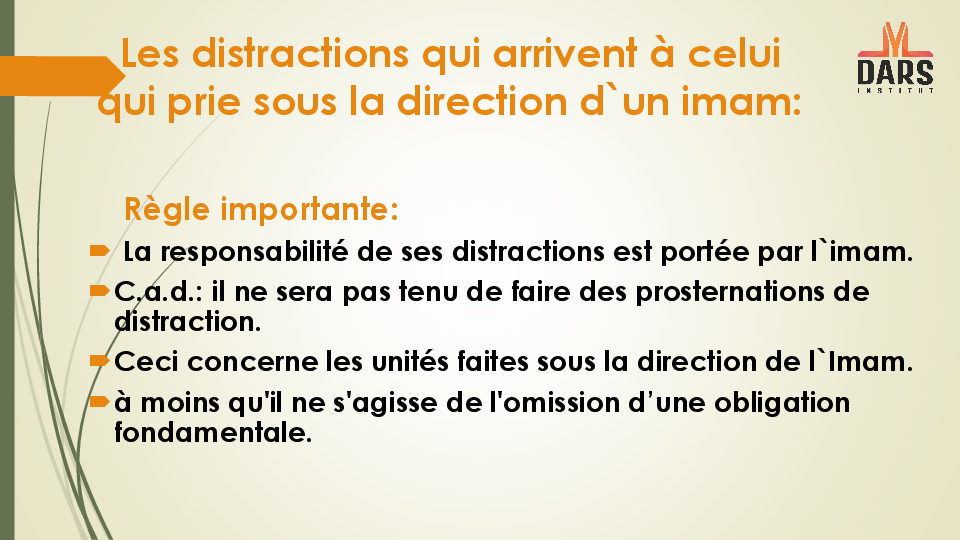 Les distractions qui arrivent à celui
qui prie sous la direction d`un imam:
DARS
INSTITUT
Règle importante:
La responsabilité de ses distractions est portée par l`imam.
C.a.d.: il ne sera pas tenu de faire des prosternations de
distraction.
Ceci concerne les unités faites sous la direction de l`Imam.
à moins qu'il ne s'agisse de l'omission d’une obligation
fondamentale.